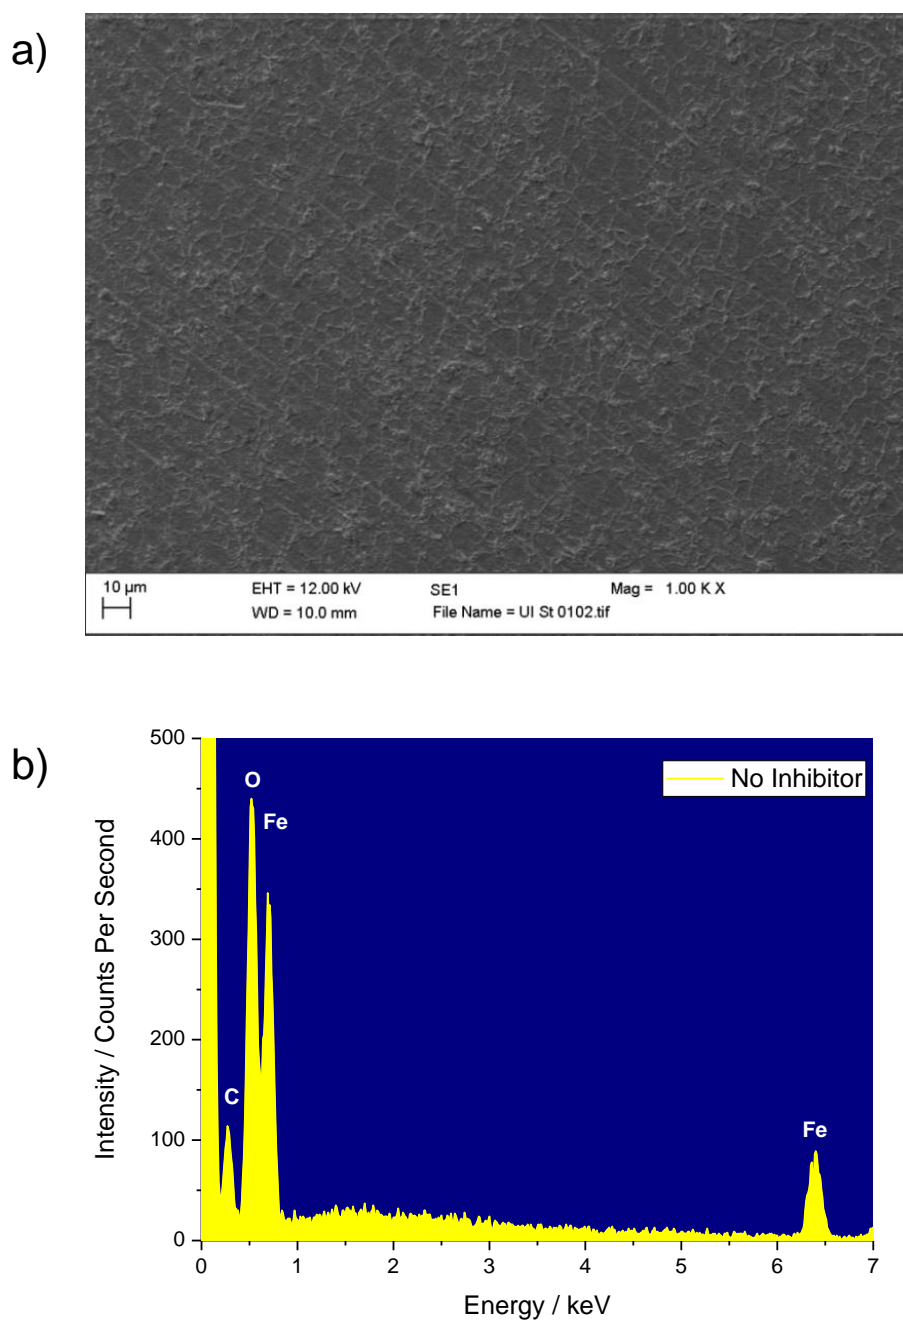 a)
10 µm
EHT = 12.00 kV
SE1
Mag = 1.00 K X
WD = 10.0 mm
File Name = UI St 0102.tif
b)
500
400
300
200
100
0
Intensity / Counts Per Second
No Inhibitor
O
Fe
C
Fe
0 1 2 3 4 5 6 7
Energy / keV